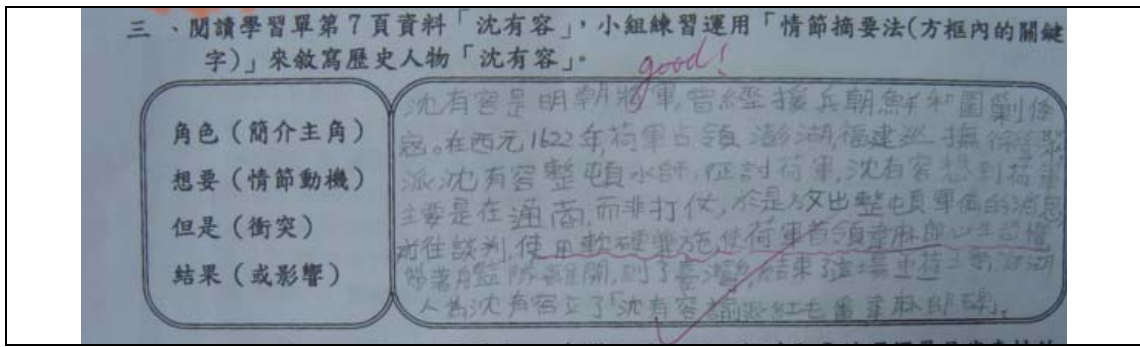 三、閱讀學習單第7頁資料「沈有容」，小組練習運用「情節摘要法(方框內的關鍵
字)」來敘寫歷史人物「沈有容」。
good!
角色（簡介主角）
想要（情節動機）
但是（衝突）
結果（或影響）
沈有容是明朝將軍,曾經援兵朝鮮和圍剿倭
寇。在西元1622年,荷軍占領澎湖,福建巡撫徐
派沈有容整頓水師,征討荷軍,沈有容想到荷軍
主要是在通商,而非打仗,於是放出整頓軍備的消息
前往談判,使用軟硬兼施,使荷軍首領韋麻郎心生恐懼
帶著 離開,到了臺灣,結束了這場 澎湖
人為沈有容立了「沈有容諭退紅毛番韋麻郎碑」。